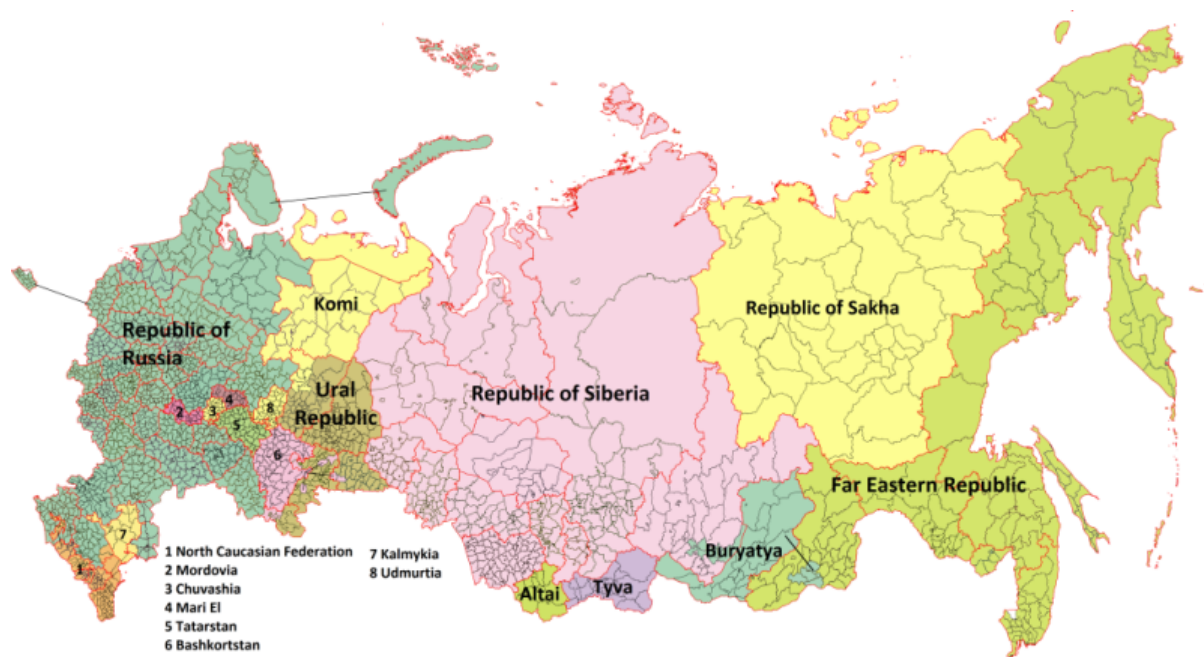 Komi
Republic of
Russia
Republic of Sakha
Ural
Republic
Republic of Siberia
4
2
3
8
5
6
Far Eastern Republic
7
Buryatya
1
Altai
Tyva
1 North Caucasian Federation
2 Mordovia
3 Chuvashia
4 Mari El
5 Tatarstan
6 Bashkortstan
7 Kalmykia
8 Udmurtia